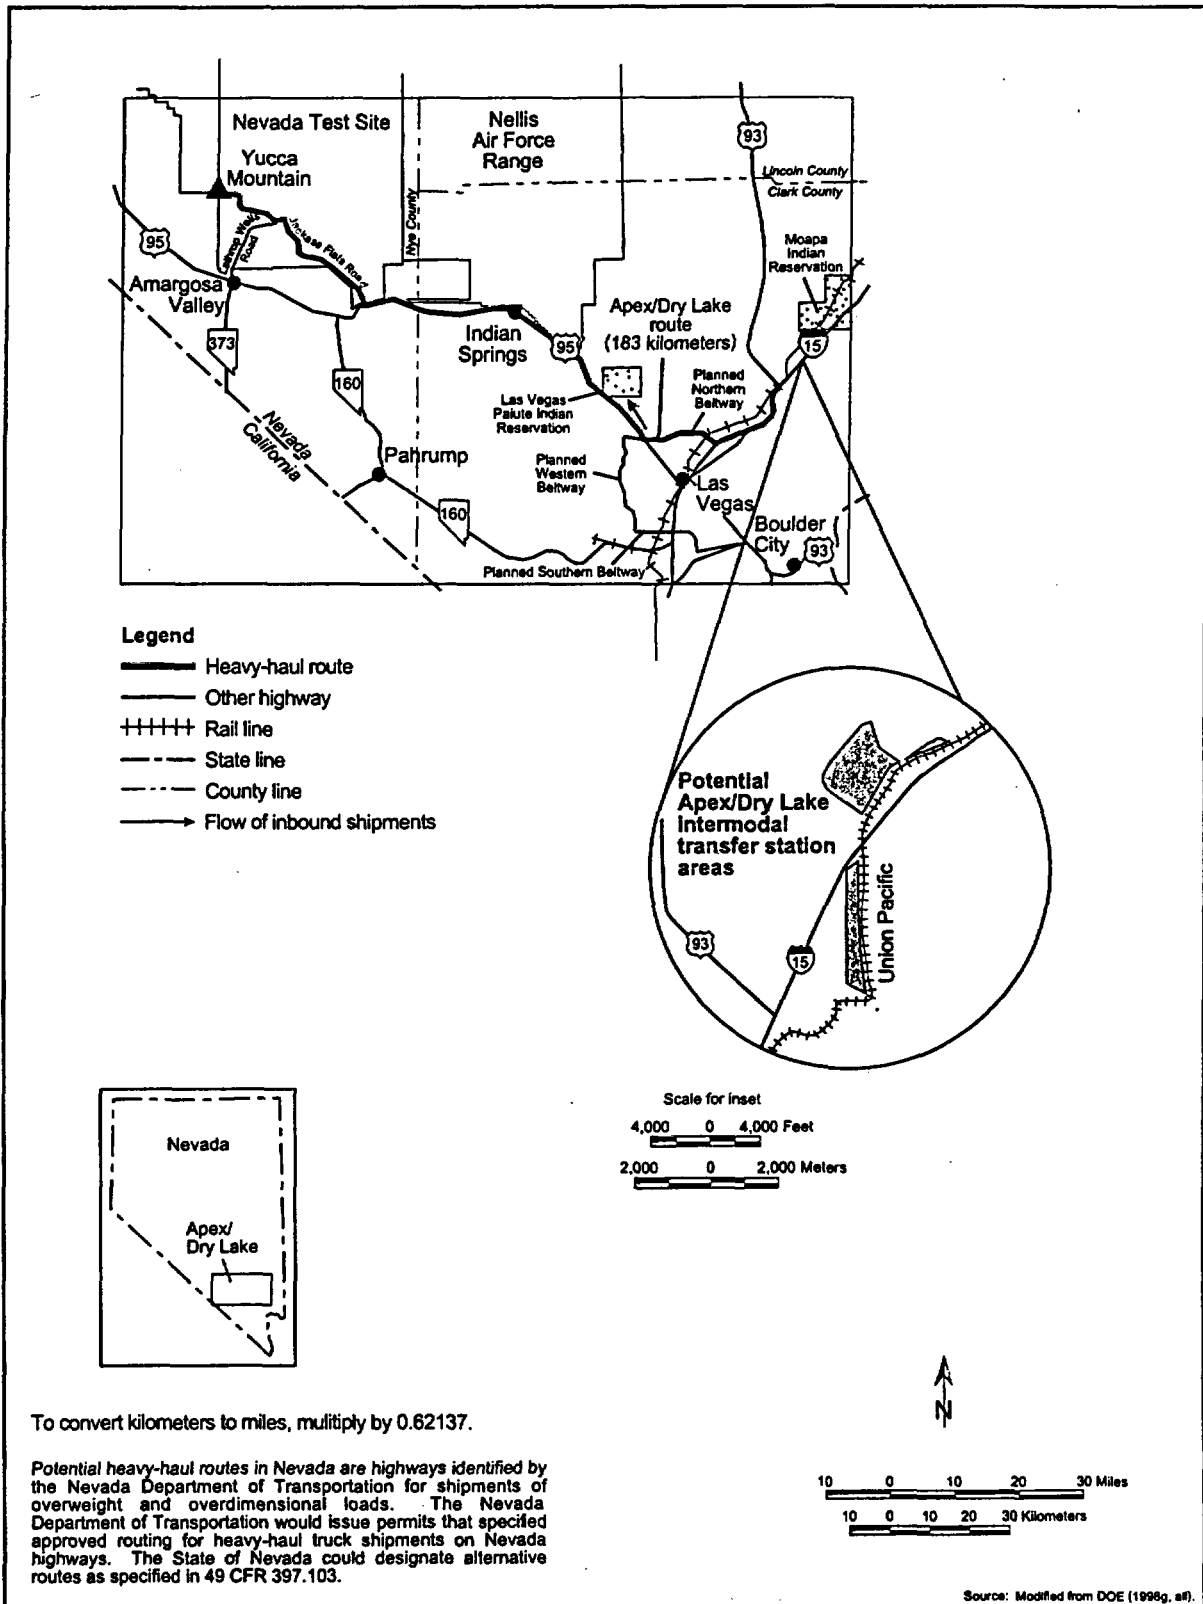 Nevada Test Site
Nellis
Air Force
Range
93
Yucca
Mountain
Lincoln County
Clark County
95
Lathrop Wells
Road
Jackass Flats Road
Nye County
Moapa
Indian
Reservation
Amargosa
Valley
Apex/Dry Lake
route
(183 kilometers)
Indian
Springs
95
15
373
160
Planned
Northern
Beltway
Las Vegas
Paiute Indian
Reservation
Nevada
California
Pahrump
Planned
Western
Beltway
Las
Vegas
160
Boulder
City
93
Planned Southern Beltway
Legend
Heavy-haul route
Other highway
Rail line
State line
County line
Flow of inbound shipments
Potential
Apex/Dry Lake
intermodal
transfer station
areas
Union Pacific
93
15
Scale for inset
4,000 0 4,000 Feet
2,000 0 2,000 Meters
Nevada
Apex/
Dry Lake
N
To convert kilometers to miles, mulitiply by 0.62137.
Potential heavy-haul routes in Nevada are highways identified by
the Nevada Department of Transportation for shipments of
overweight and overdimensional loads. The Nevada
Department of Transportation would issue permits that specified
approved routing for heavy-haul truck shipments on Nevada
highways. The State of Nevada could designate alternative
routes as specified in 49 CFR 397.103.
10 0 10 20 30 Miles
10 0 10 20 30 Kilometers
Source: Modified from DOE (1998g, all).